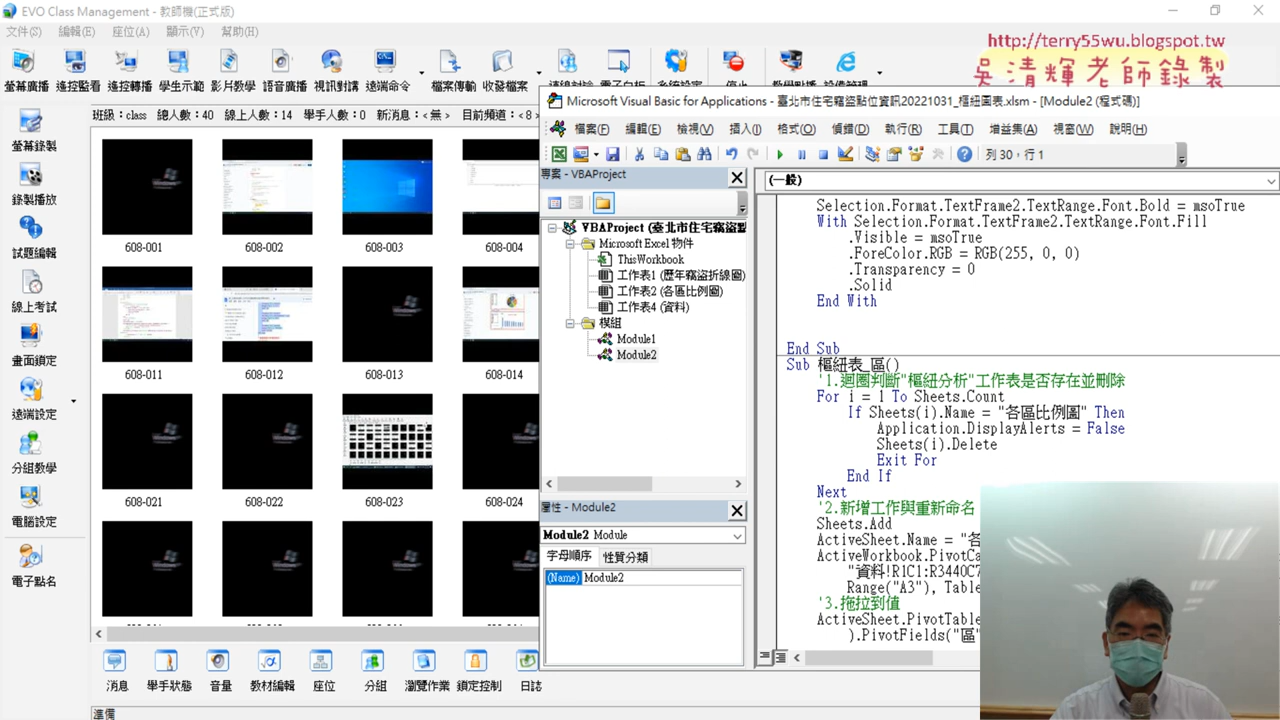 EVO Class Management - 教師機(正式版)
文件(S) 編輯(E) 座位(A) 顯示(V) 幫助(H)
http://terry55wu.blogspot.tw
吳清輝老師錄製
螢幕廣播 遙控監看 遙控轉播 學生示範 影片教學 語音廣播 視訊對講 遠端命令 檔案傳輸 收發檔案
班級：class 總人數：40 線上人數：14 舉手人數：0 新消息：<無> 目前頻道：<8>
螢幕錄製
錄製播放
試題編輯
線上考試
畫面鎖定
遠端設定
分組教學
電腦設定
電子點名
608-001 608-002 608-003 608-004
608-011 608-012 608-013 608-014
608-021 608-022 608-023 608-024
消息 舉手狀態 音量 教材編輯 座位 分組 瀏覽作業 鎖定控制 日誌
準備
Microsoft Visual Basic for Applications - 臺北市住宅竊盜點位資訊20221031_樞紐圖表.xlsm - [Module2 (程式碼)]
檔案(F) 編輯(E) 檢視(V) 插入(I) 格式(O) 偵錯(D) 執行(R) 工具(T) 增益集(A) 視窗(W) 說明(H)
列 30，行 1
專案 - VBAProject
VBAProject (臺北市住宅竊盜點
Microsoft Excel 物件
ThisWorkbook
工作表1 (歷年竊盜折線圖)
工作表2 (各區比例圖)
工作表4 (資料)
模組
Module1
Module2
屬性 - Module2
Module2 Module
字母順序 性質分類
(Name) Module2
(一般)
Selection.Format.TextFrame2.TextRange.Font.Bold = msoTrue
With Selection.Format.TextFrame2.TextRange.Font.Fill
.Visible = msoTrue
.ForeColor.RGB = RGB(255, 0, 0)
.Transparency = 0
.Solid
End With
End Sub
Sub 樞紐表_區()
'1.迴圈判斷"樞紐分析"工作表是否存在並刪除
For i = 1 To Sheets.Count
If Sheets(i).Name = "各區比例圖" Then
Application.DisplayAlerts = False
Sheets(i).Delete
Exit For
End If
Next
'2.新增工作與重新命名
Sheets.Add
ActiveSheet.Name = "各
ActiveWorkbook.PivotCa
"資料!R1C1:R3440C7
Range("A3"), Table
'3.拖拉到值
ActiveSheet.PivotTable
).PivotFields("區"